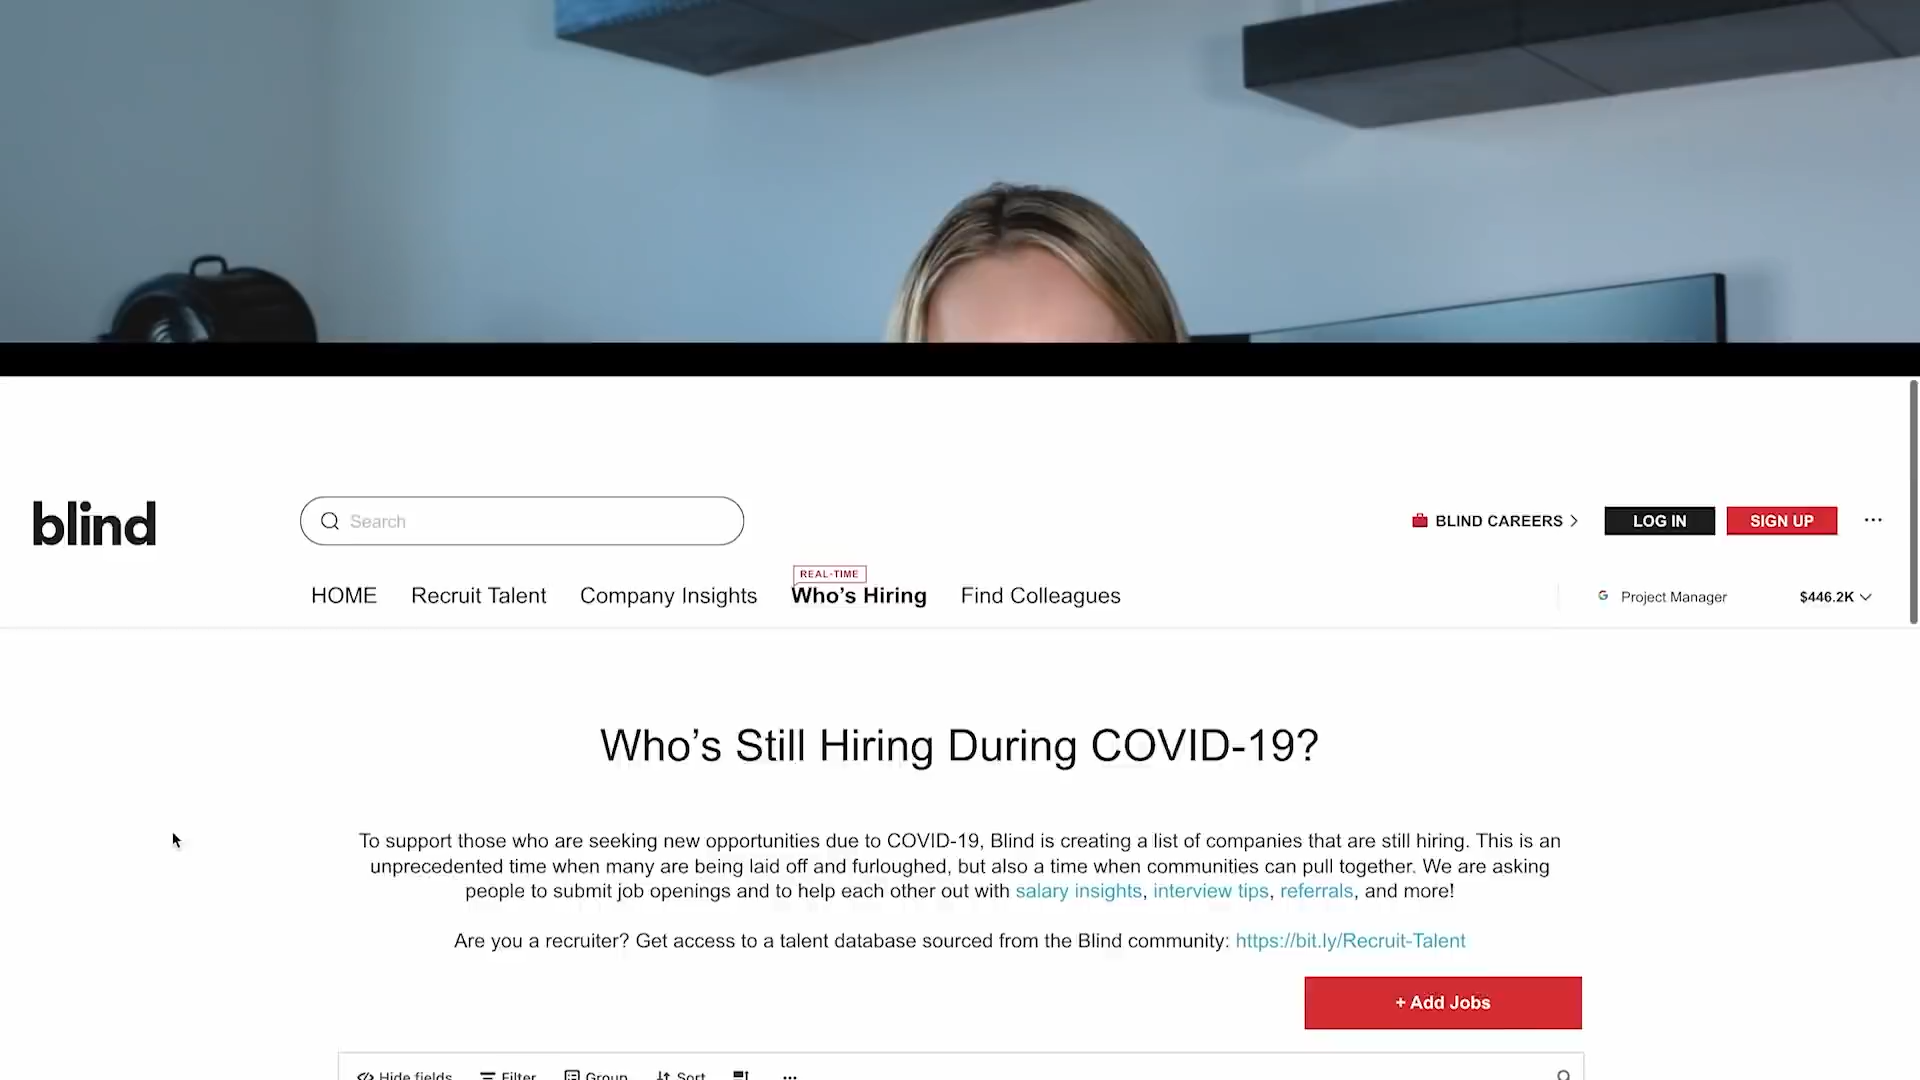 blind
Search
BLIND CAREERS
LOG IN
SIGN UP
REAL-TIME
HOME
Recruit Talent
Company Insights
Who’s Hiring
Find Colleagues
G
Project Manager
$446.2K
Who’s Still Hiring During COVID-19?
To support those who are seeking new opportunities due to COVID-19, Blind is creating a list of companies that are still hiring. This is an
unprecedented time when many are being laid off and furloughed, but also a time when communities can pull together. We are asking
people to submit job openings and to help each other out with salary insights, interview tips, referrals, and more!
Are you a recruiter? Get access to a talent database sourced from the Blind community: https://bit.ly/Recruit-Talent
+ Add Jobs
Hide fields
Filter
Group
Sort